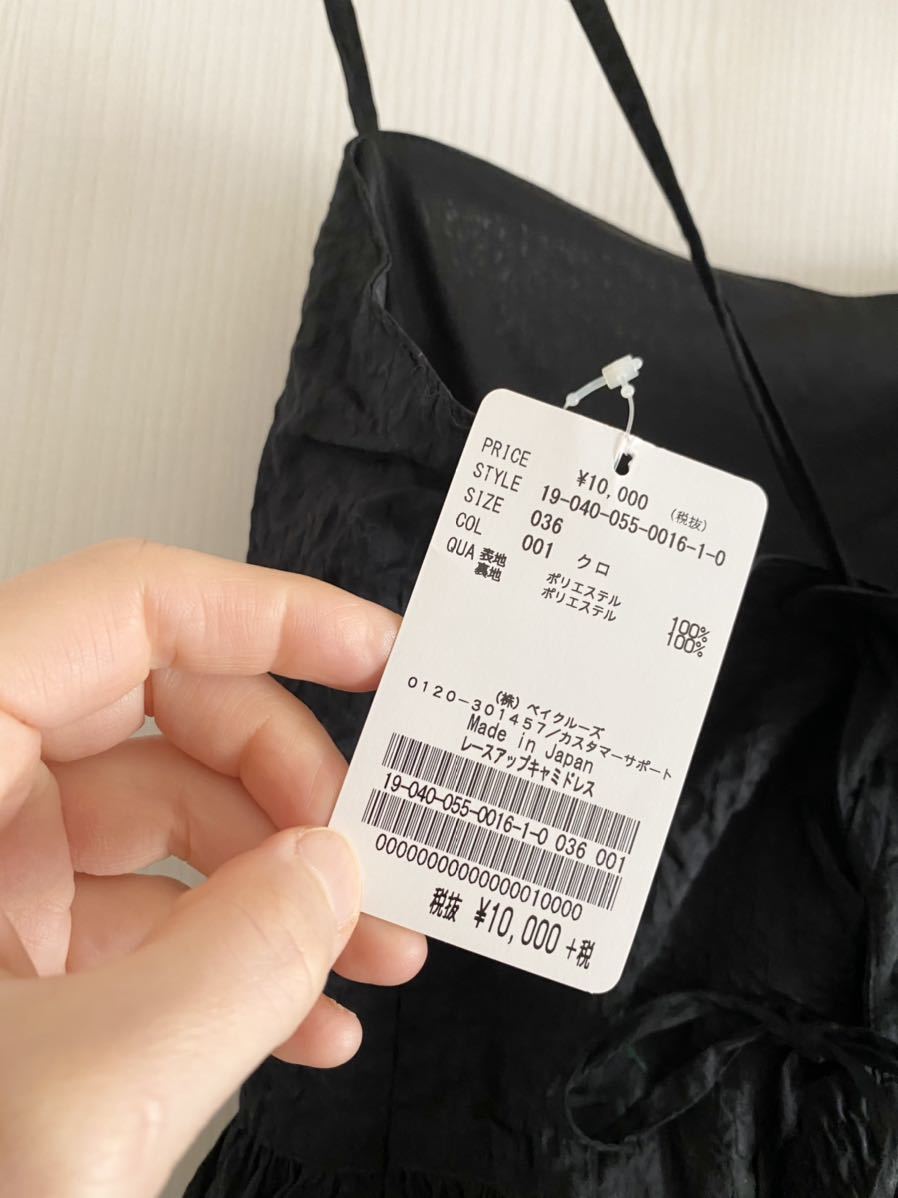 PRICE ¥10,000 (税抜)
STYLE 19-040-055-0016-1-0
SIZE 036
COL 001 クロ
QUA 表地 ポリエステル 100%
裏地 ポリエステル 100%
(株)ベイクルーズ
0120-301457/カスタマーサポート
Made in Japan
レースアップキャミドレス
19-040-055-0016-1-0 036 001
0000000000000010000
税抜 ¥10,000 +税